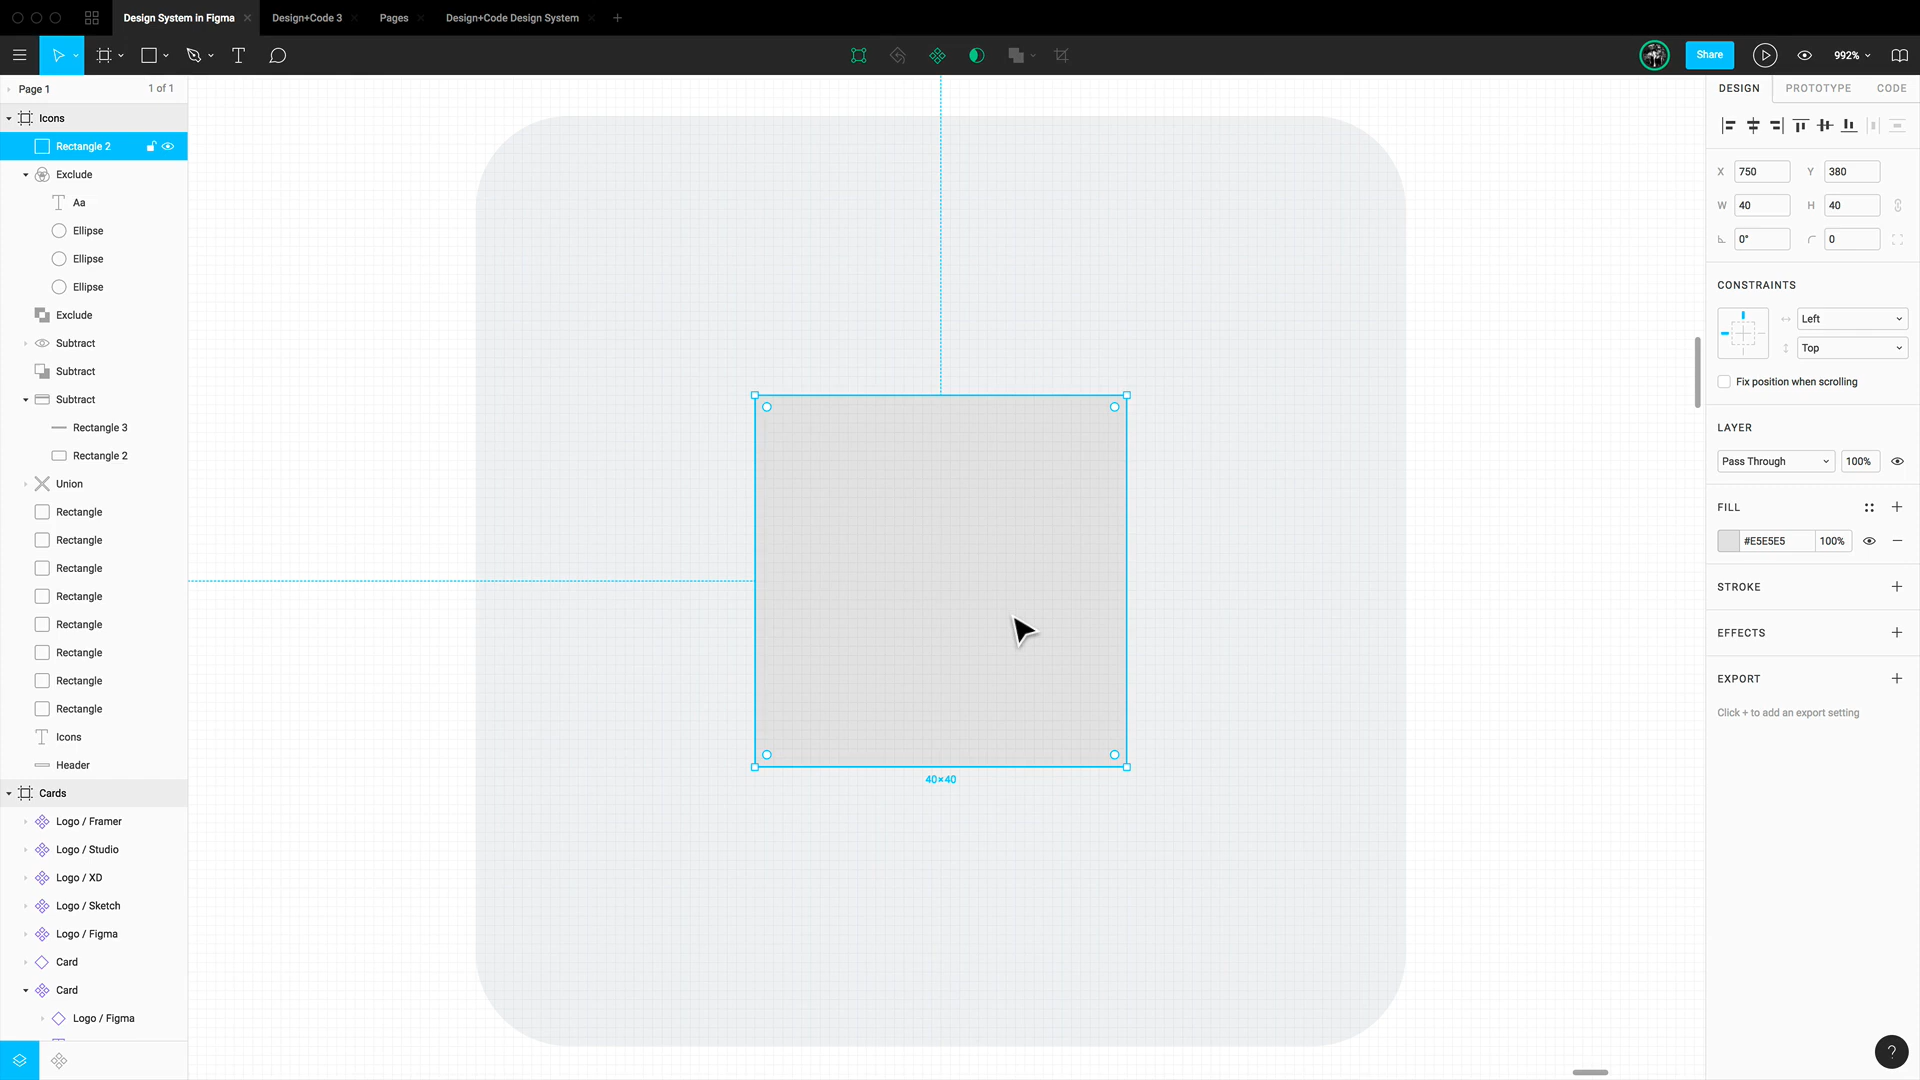 Design System in Figma
Design+Code 3
Pages
Design+Code Design System
Share
992%
Page 1
1 of 1
Icons
Rectangle 2
Exclude
Aa
Ellipse
Ellipse
Ellipse
Exclude
Subtract
Subtract
Subtract
Rectangle 3
Rectangle 2
Union
Rectangle
Rectangle
Rectangle
Rectangle
Rectangle
Rectangle
Rectangle
Rectangle
Icons
Header
Cards
Logo / Framer
Logo / Studio
Logo / XD
Logo / Sketch
Logo / Figma
Card
Card
Logo / Figma
40×40
DESIGN
PROTOTYPE
CODE
X 750 Y 380
W 40 H 40
0° 0
CONSTRAINTS
Left
Top
Fix position when scrolling
LAYER
Pass Through 100%
FILL
#E5E5E5 100%
STROKE
EFFECTS
EXPORT
Click + to add an export setting
?